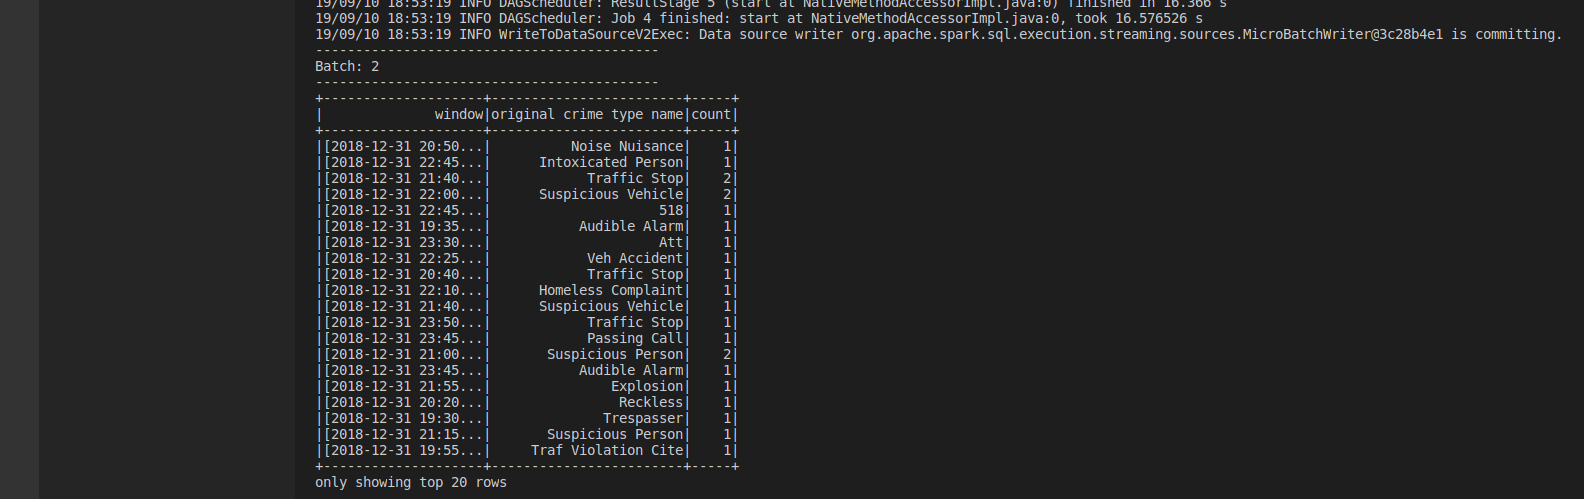 19/09/10 18:53:19 INFO DAGScheduler: ResultStage 5 (start at NativeMethodAccessorImpl.java:0) finished in 16.366 s
19/09/10 18:53:19 INFO DAGScheduler: Job 4 finished: start at NativeMethodAccessorImpl.java:0, took 16.576526 s
19/09/10 18:53:19 INFO WriteToDataSourceV2Exec: Data source writer org.apache.spark.sql.execution.streaming.sources.MicroBatchWriter@3c28b4e1 is committing.
-------------------------------------------
Batch: 2
-------------------------------------------
+--------------------+------------------------+-----+
|              window|original crime type name|count|
+--------------------+------------------------+-----+
|[2018-12-31 20:50...|          Noise Nuisance|    1|
|[2018-12-31 22:45...|      Intoxicated Person|    1|
|[2018-12-31 21:40...|            Traffic Stop|    2|
|[2018-12-31 22:00...|      Suspicious Vehicle|    2|
|[2018-12-31 22:45...|                     518|    1|
|[2018-12-31 19:35...|           Audible Alarm|    1|
|[2018-12-31 23:30...|                     Att|    1|
|[2018-12-31 22:25...|            Veh Accident|    1|
|[2018-12-31 20:40...|            Traffic Stop|    1|
|[2018-12-31 22:10...|      Homeless Complaint|    1|
|[2018-12-31 21:40...|      Suspicious Vehicle|    1|
|[2018-12-31 23:50...|            Traffic Stop|    1|
|[2018-12-31 23:45...|            Passing Call|    1|
|[2018-12-31 21:00...|       Suspicious Person|    2|
|[2018-12-31 23:45...|           Audible Alarm|    1|
|[2018-12-31 21:55...|               Explosion|    1|
|[2018-12-31 20:20...|                Reckless|    1|
|[2018-12-31 19:30...|              Trespasser|    1|
|[2018-12-31 21:15...|       Suspicious Person|    1|
|[2018-12-31 19:55...|     Traf Violation Cite|    1|
+--------------------+------------------------+-----+
only showing top 20 rows